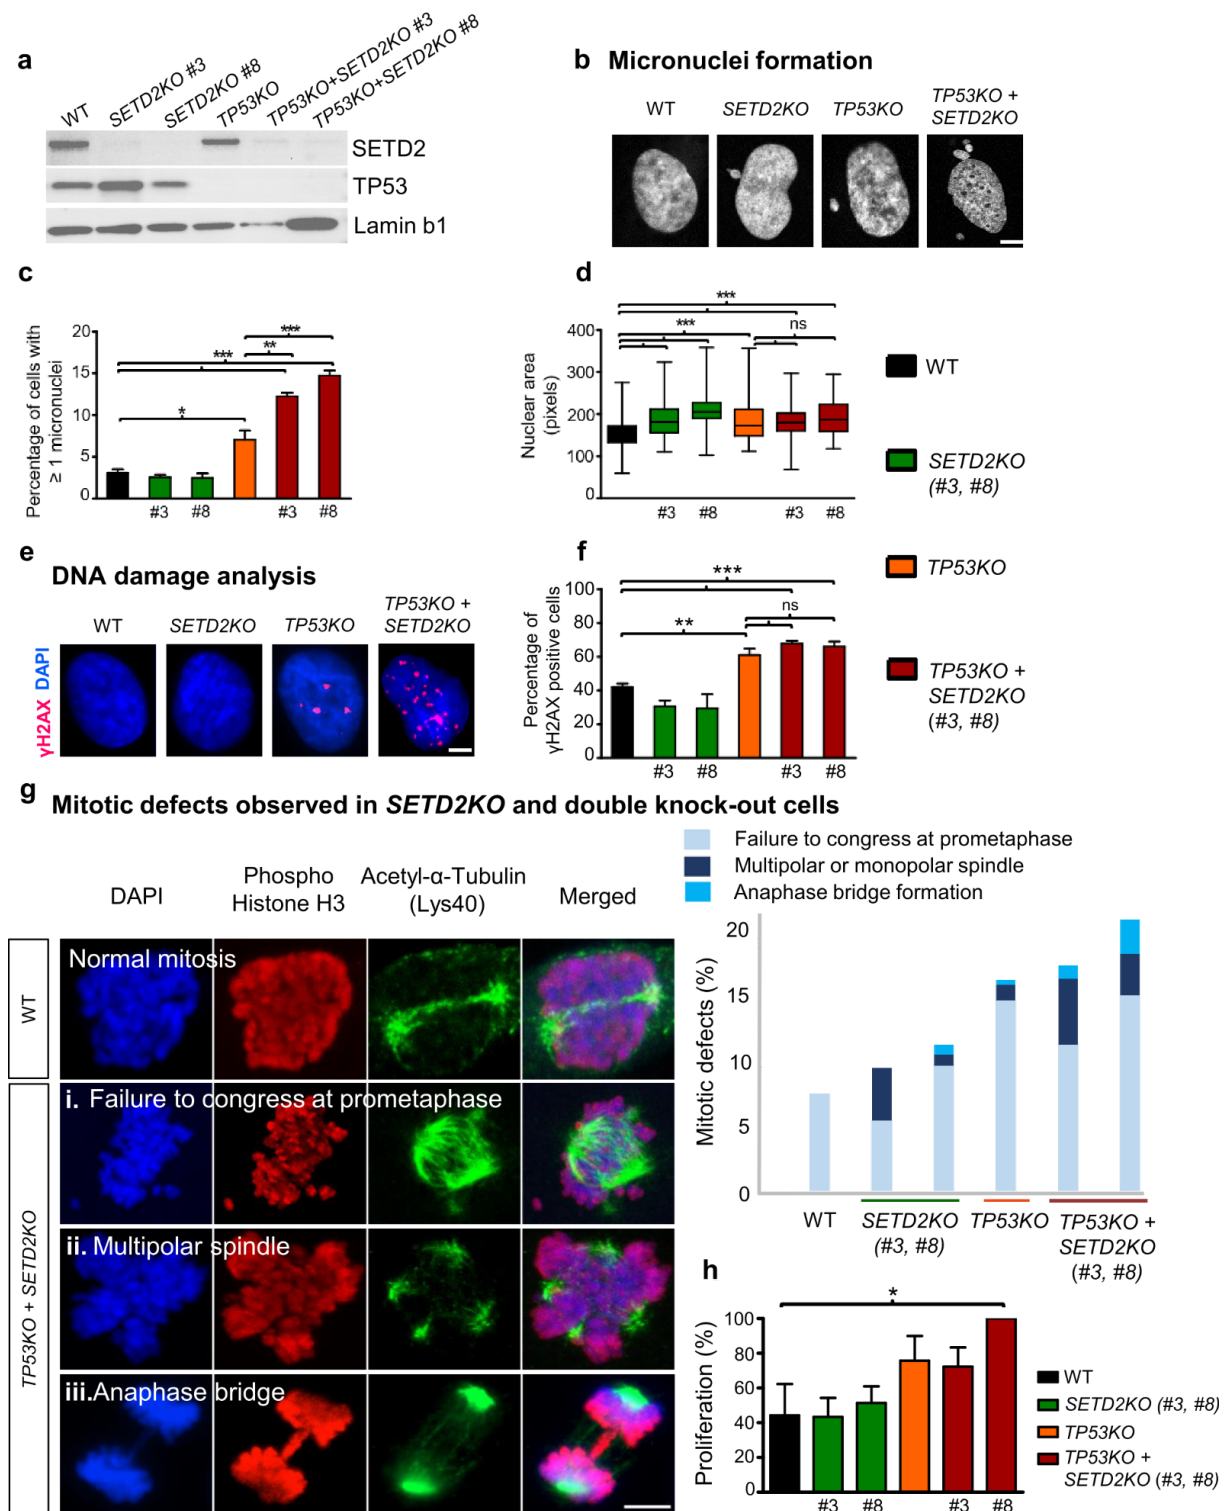 a
WT
SETD2KO #3
SETD2KO #8
TP53KO
TP53KO+SETD2KO #3
TP53KO+SETD2KO #8
SETD2
TP53
Lamin b1
b Micronuclei formation
WT
SETD2KO
TP53KO
TP53KO +
SETD2KO
c
Percentage of cells with
≥ 1 micronuclei
20
15
10
5
0
***
***
**
*
#3
#8
#3
#8
d
Nuclear area
(pixels)
400
300
200
100
0
***
***
ns
#3
#8
#3
#8
WT
SETD2KO
(#3, #8)
TP53KO
TP53KO +
SETD2KO
(#3, #8)
e
DNA damage analysis
WT
SETD2KO
TP53KO
TP53KO +
SETD2KO
γH2AX DAPI
f
Percentage of
γH2AX positive cells
100
80
60
40
20
0
***
**
ns
#3
#8
#3
#8
g Mitotic defects observed in SETD2KO and double knock-out cells
DAPI
Phospho
Histone H3
Acetyl-α-Tubulin
(Lys40)
Merged
WT
Normal mitosis
TP53KO + SETD2KO
i. Failure to congress at prometaphase
ii. Multipolar spindle
iii. Anaphase bridge
Failure to congress at prometaphase
Multipolar or monopolar spindle
Anaphase bridge formation
Mitotic defects (%)
20
15
10
5
0
WT
SETD2KO
(#3, #8)
TP53KO
TP53KO +
SETD2KO
(#3, #8)
h
Proliferation (%)
100
80
60
40
20
0
*
#3
#8
#3
#8
WT
SETD2KO (#3, #8)
TP53KO
TP53KO +
SETD2KO (#3, #8)